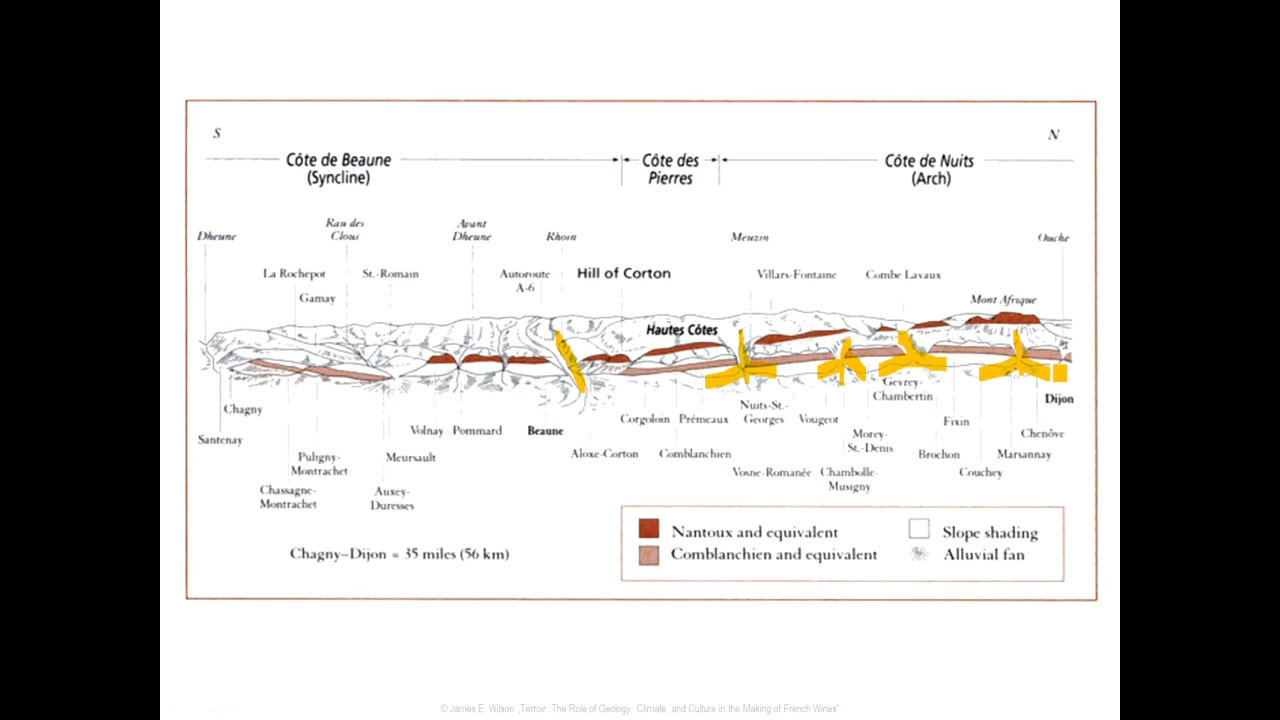 S
N
Côte de Beaune
(Syncline)
Côte des
Pierres
Côte de Nuits
(Arch)
Dheune
Rau des
Clous
Avant
Dheune
Rhoin
Meuzin
Ouche
La Rochepot
St.-Romain
Autoroute
A-6
Hill of Corton
Villars-Fontaine
Combe Lavaux
Gamay
Mont Afrique
Hautes Côtes
Chagny
Santenay
Puligny-
Montrachet
Chassagne-
Montrachet
Volnay
Pommard
Meursault
Auxey-
Duresses
Beaune
Aloxe-Corton
Corgoloin
Prémeaux
Comblanchien
Nuits-St.-
Georges
Vosne-Romanée
Vougeot
Chambolle-
Musigny
Morey-
St.-Denis
Gevrey-
Chambertin
Brochon
Fixin
Couchey
Marsannay
Chenôve
Dijon
Chagny–Dijon = 35 miles (56 km)
Nantoux and equivalent
Comblanchien and equivalent
Slope shading
Alluvial fan
© James E. Wilson „Terroir: The Role of Geology, Climate, and Culture in the Making of French Wines“